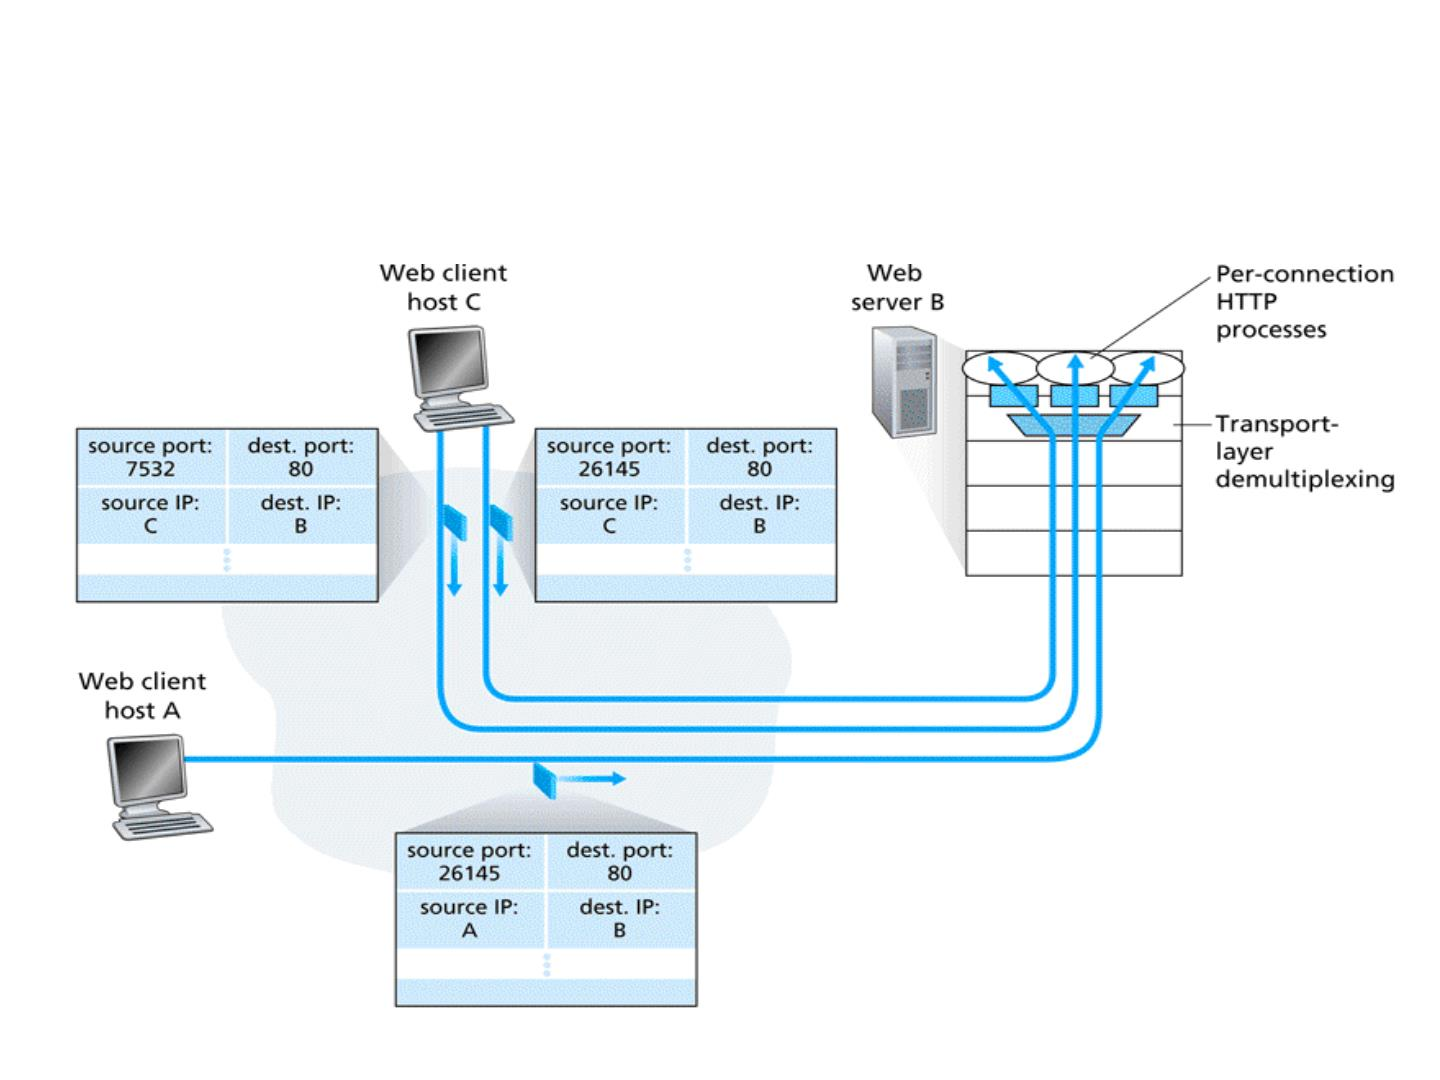 Web client
host C
Web
server B
Per-connection
HTTP
processes
Transport-
layer
demultiplexing
source port:
7532
dest. port:
80
source IP:
C
dest. IP:
B
source port:
26145
dest. port:
80
source IP:
C
dest. IP:
B
Web client
host A
source port:
26145
dest. port:
80
source IP:
A
dest. IP:
B